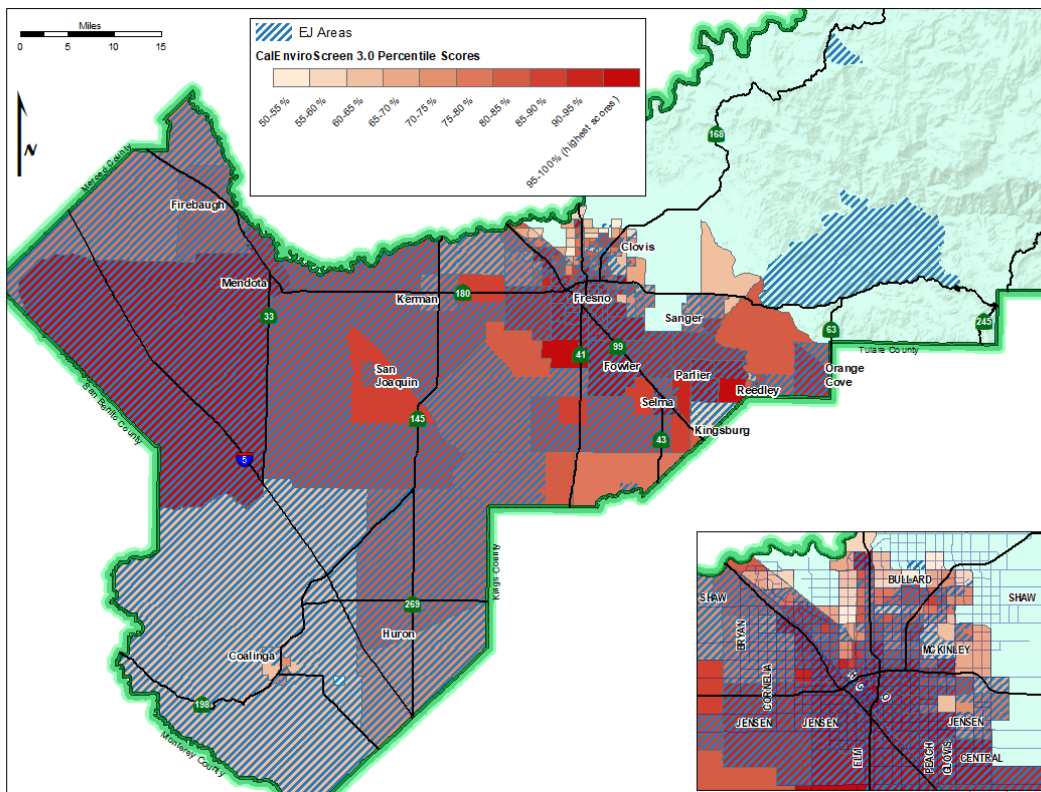 Miles
0 5 10 15
N
EJ Areas
CalEnviroScreen 3.0 Percentile Scores
50-55 %
55-60 %
60-65 %
65-70 %
70-75 %
75-80 %
80-85 %
85-90 %
90-95 %
95-100% (highest scores )
168
Merced County
Firebaugh
Clovis
Mendota
Kerman
180
Fresno
33
Sanger
63
245
Tulare County
41
99
Fowler
San
Joaquin
Parlier
Orange
Cove
Reedley
Selma
145
Kingsburg
San Benito County
43
5
Kings County
269
Huron
Coalinga
198
Monterey County
BULLARD
SHAW
SHAW
BRYAN
MCKINLEY
CORNELIA
JENSEN
JENSEN
JENSEN
ELM
PEACH
CLOVIS
CENTRAL